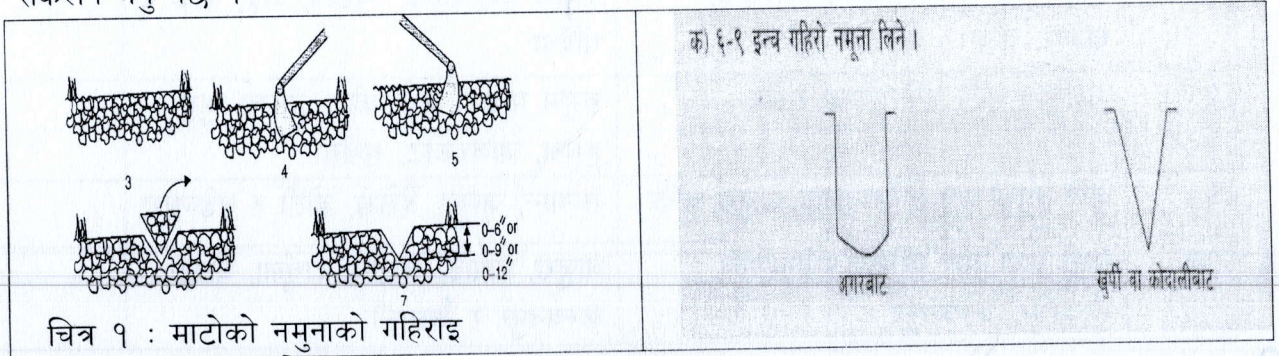 क) ६-९ इन्च गहिरो नमूना लिने ।
5
3
4
0–6" or
0–9" or
0–12"
7
अगरबाट
खुर्पी वा कोदालीबाट
चित्र १ : माटोको नमुनाको गहिराइ